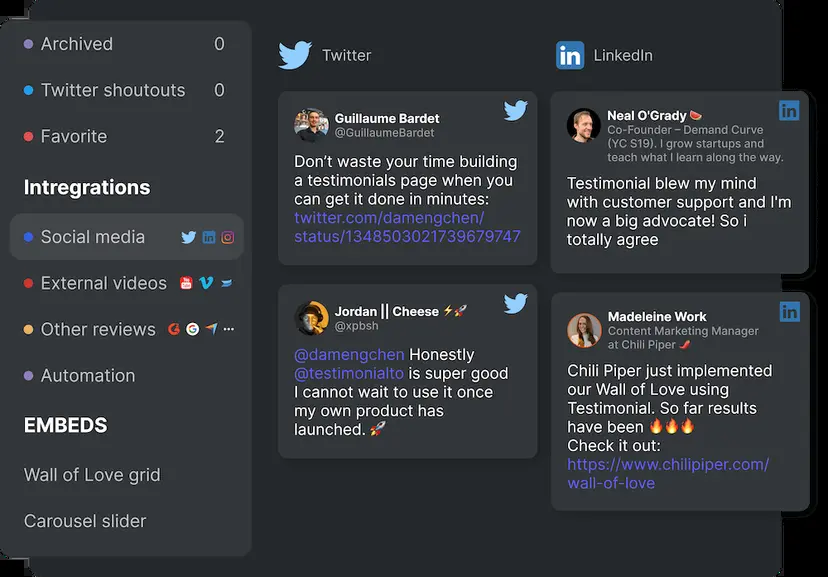 Archived 0
Twitter shoutouts 0
Favorite 2
Intregrations
Social media
External videos
Other reviews
Automation
EMBEDS
Wall of Love grid
Carousel slider
Twitter
Guillaume Bardet
@GuillaumeBardet
Don't waste your time building
a testimonials page when you
can get it done in minutes:
twitter.com/damengchen/
status/1348503021739679747
Jordan || Cheese ⚡🚀
@xpbsh
@damengchen Honestly
@testimonialto is super good
I cannot wait to use it once
my own product has
launched. 🚀
LinkedIn
Neal O'Grady 🍉
Co-Founder – Demand Curve
(YC S19). I grow startups and
teach what I learn along the way.
Testimonial blew my mind
with customer support and I'm
now a big advocate! So i
totally agree
Madeleine Work
Content Marketing Manager
at Chili Piper 🌶️
Chili Piper just implemented
our Wall of Love using
Testimonial. So far results
have been 🔥🔥🔥
Check it out:
https://www.chilipiper.com/
wall-of-love